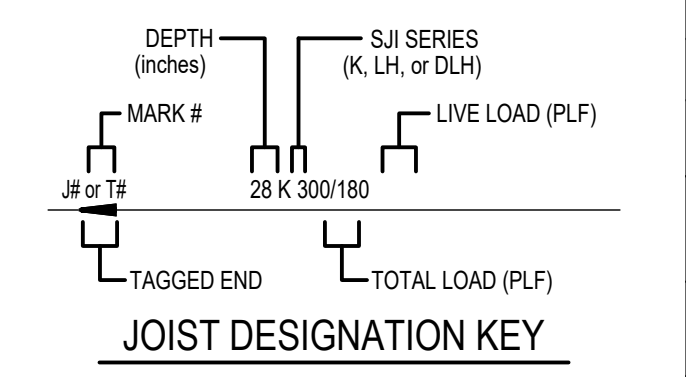 DEPTH
(inches)
SJI SERIES
(K, LH, or DLH)
MARK #
LIVE LOAD (PLF)
J# or T#
28 K 300/180
TAGGED END
TOTAL LOAD (PLF)
JOIST DESIGNATION KEY